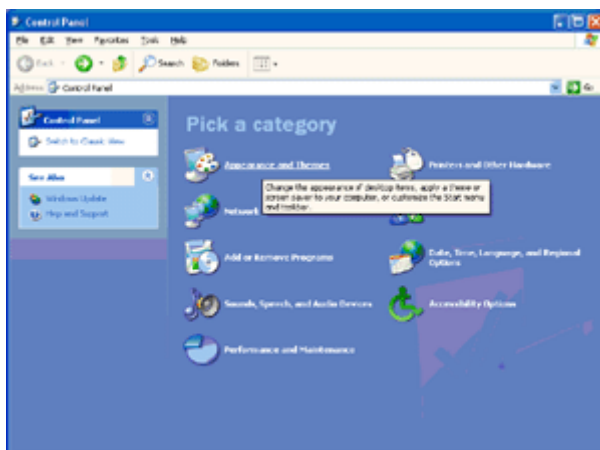 Control Panel
File Edit View Favorites Tools Help
Back Search Folders
Address Control Panel Go
Control Panel
Switch to Classic View
See Also
Windows Update
Help and Support
Pick a category
Appearance and Themes
Printers and Other Hardware
Change the appearance of desktop items, apply a theme or
screen saver to your computer, or customize the Start menu
and taskbar.
Network
Add or Remove Programs
Date, Time, Language, and Regional
Options
Sounds, Speech, and Audio Devices
Accessibility Options
Performance and Maintenance